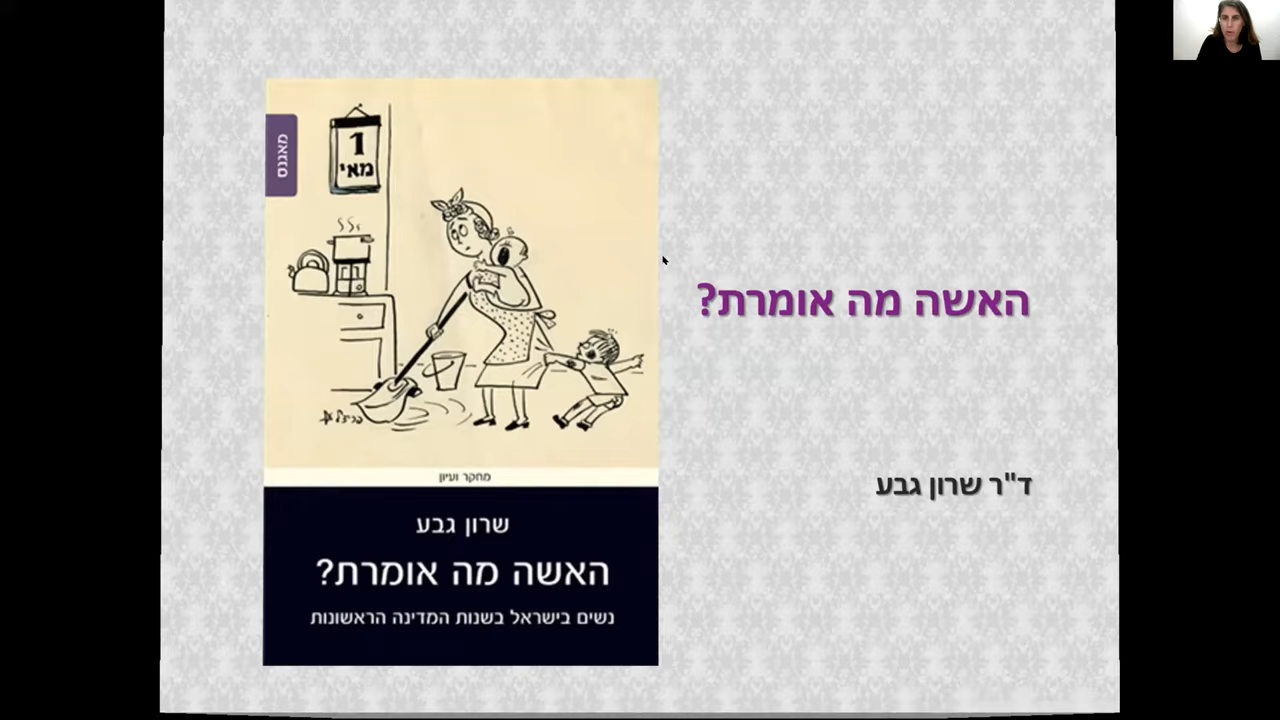 האשה מה אומרת?
ד"ר שרון גבע
מאגנס
1
מאי
מחקר ועיון
שרון גבע
האשה מה אומרת?
נשים בישראל בשנות המדינה הראשונות